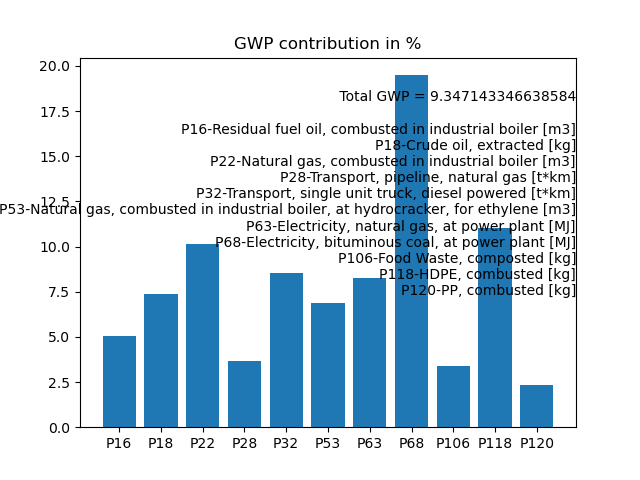 GWP contribution in %
20.0
Total GWP = 9.347143346638584
17.5
P16-Residual fuel oil, combusted in industrial boiler [m3]
P18-Crude oil, extracted [kg]
15.0
P22-Natural gas, combusted in industrial boiler [m3]
P28-Transport, pipeline, natural gas [t*km]
P32-Transport, single unit truck, diesel powered [t*km]
12.5
P53-Natural gas, combusted in industrial boiler, at hydrocracker, for ethylene [m3]
P63-Electricity, natural gas, at power plant [MJ]
10.0
P68-Electricity, bituminous coal, at power plant [MJ]
P106-Food Waste, composted [kg]
P118-HDPE, combusted [kg]
7.5
P120-PP, combusted [kg]
5.0
2.5
0.0
P16 P18 P22 P28 P32 P53 P63 P68 P106 P118 P120